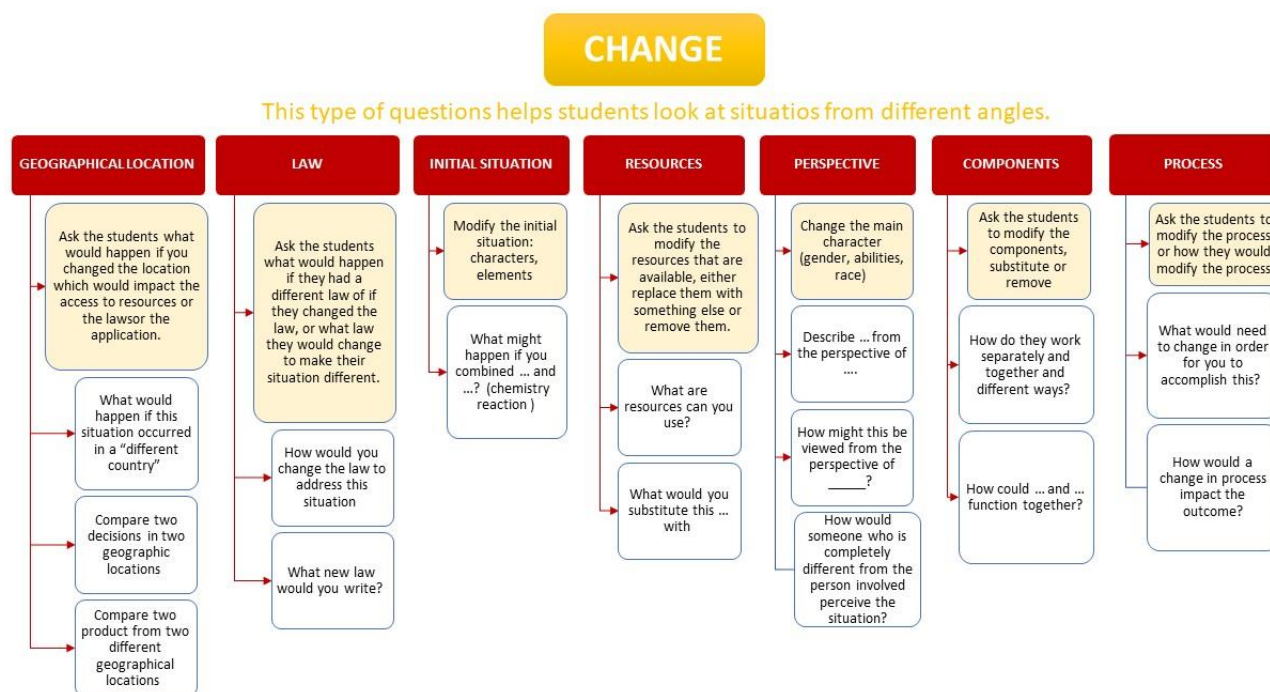 CHANGE
This type of questions helps students look at situatios from different angles.
GEOGRAPHICAL LOCATION
Ask the students what
would happen if you
changed the location
which would impact the
access to resources or
the lawsor the
application.
What would
happen if this
situation occurred
in a “different
country”
Compare two
decisions in two
geographic
locations
Compare two
product from two
different
geographical
locations
LAW
Ask the students
what would happen
if they had a
different law of if
they changed the
law, or what law
they would change
to make their
situation different.
How would you
change the law to
address this
situation
What new law
would you write?
INITIAL SITUATION
Modify the initial
situation:
characters,
elements
What might
happen if you
combined ... and
...? (chemistry
reaction )
RESOURCES
Ask the students to
modify the
resources that are
available, either
replace them with
something else or
remove them.
What are
resources can you
use?
What would you
substitute this ...
with
PERSPECTIVE
Change the main
character
(gender, abilities,
race)
Describe ... from
the perspective of
....
How might this be
viewed from the
perspective of
_____?
How would
someone who is
completely
different from the
person involved
perceive the
situation?
COMPONENTS
Ask the students
to modify the
components,
substitute or
remove
How do they work
separately and
together and
different ways?
How could ... and ...
function together?
PROCESS
Ask the students to
modify the process
or how they would
modify the process
What would need
to change in order
for you to
accomplish this?
How would a
change in process
impact the
outcome?